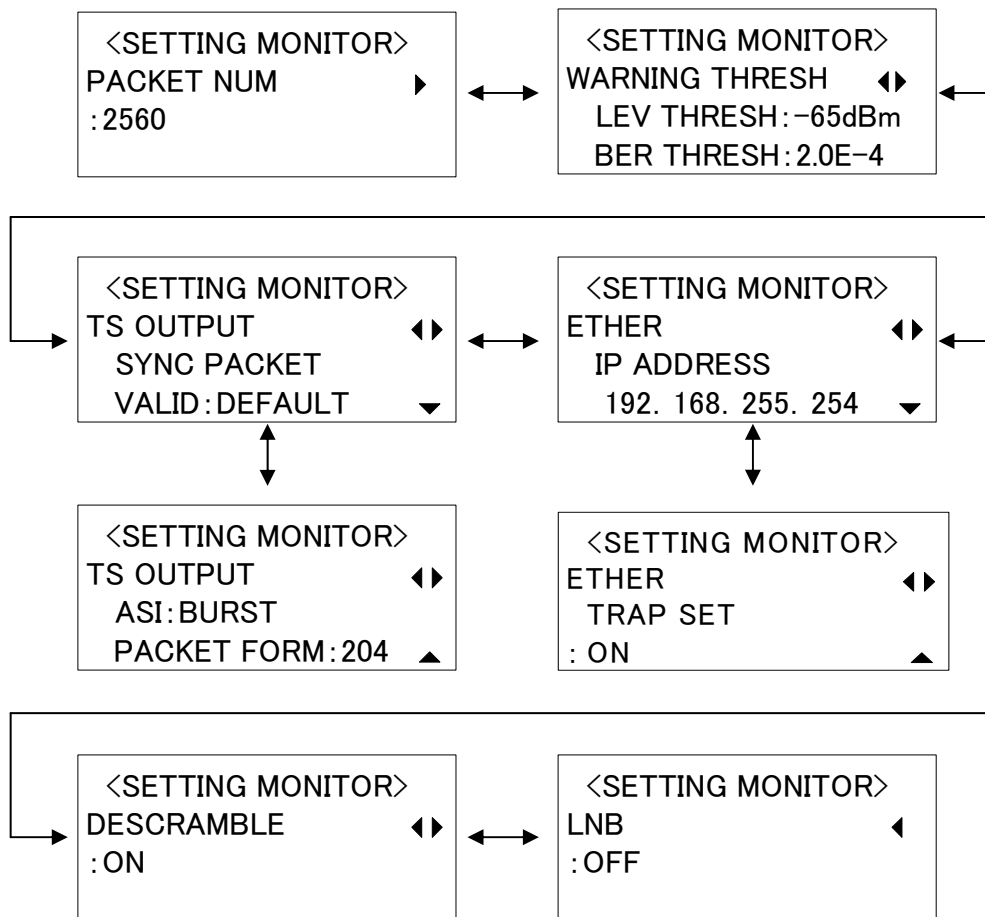 <SETTING MONITOR>
PACKET NUM
:2560
<SETTING MONITOR>
WARNING THRESH
LEV THRESH:-65dBm
BER THRESH:2.0E-4
<SETTING MONITOR>
TS OUTPUT
SYNC PACKET
VALID:DEFAULT
<SETTING MONITOR>
ETHER
IP ADDRESS
192. 168. 255. 254
<SETTING MONITOR>
TS OUTPUT
ASI:BURST
PACKET FORM:204
<SETTING MONITOR>
ETHER
TRAP SET
: ON
<SETTING MONITOR>
DESCRAMBLE
:ON
<SETTING MONITOR>
LNB
:OFF